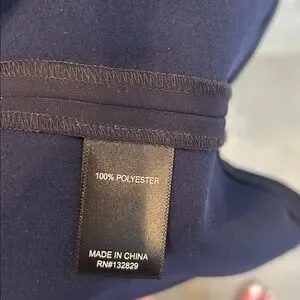 100% POLYESTER
MADE IN CHINA
RN#132829